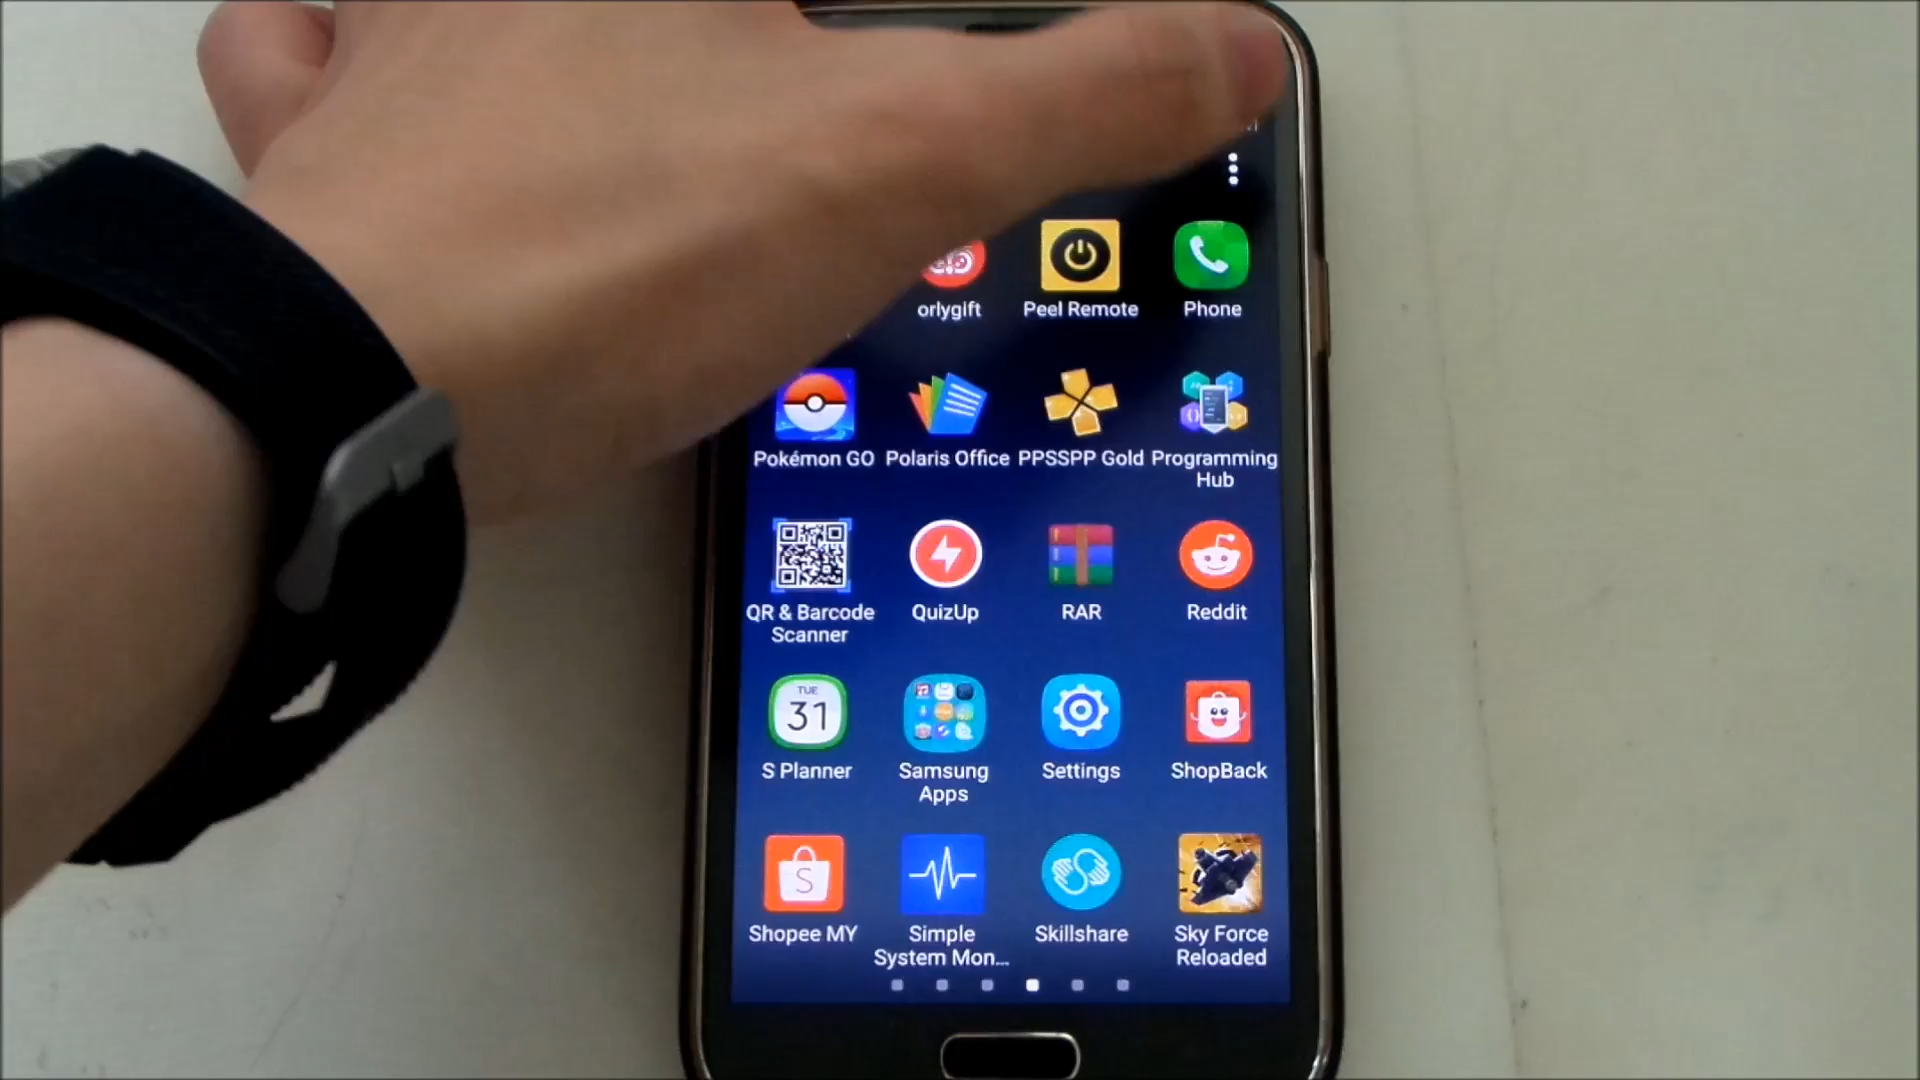 orlygift
Peel Remote
Phone
Pokémon GO
Polaris Office
PPSSPP Gold
Programming
Hub
QR & Barcode
Scanner
QuizUp
RAR
Reddit
TUE
31
S Planner
Samsung
Apps
Settings
ShopBack
S
Shopee MY
Simple
System Mon...
Skillshare
Sky Force
Reloaded